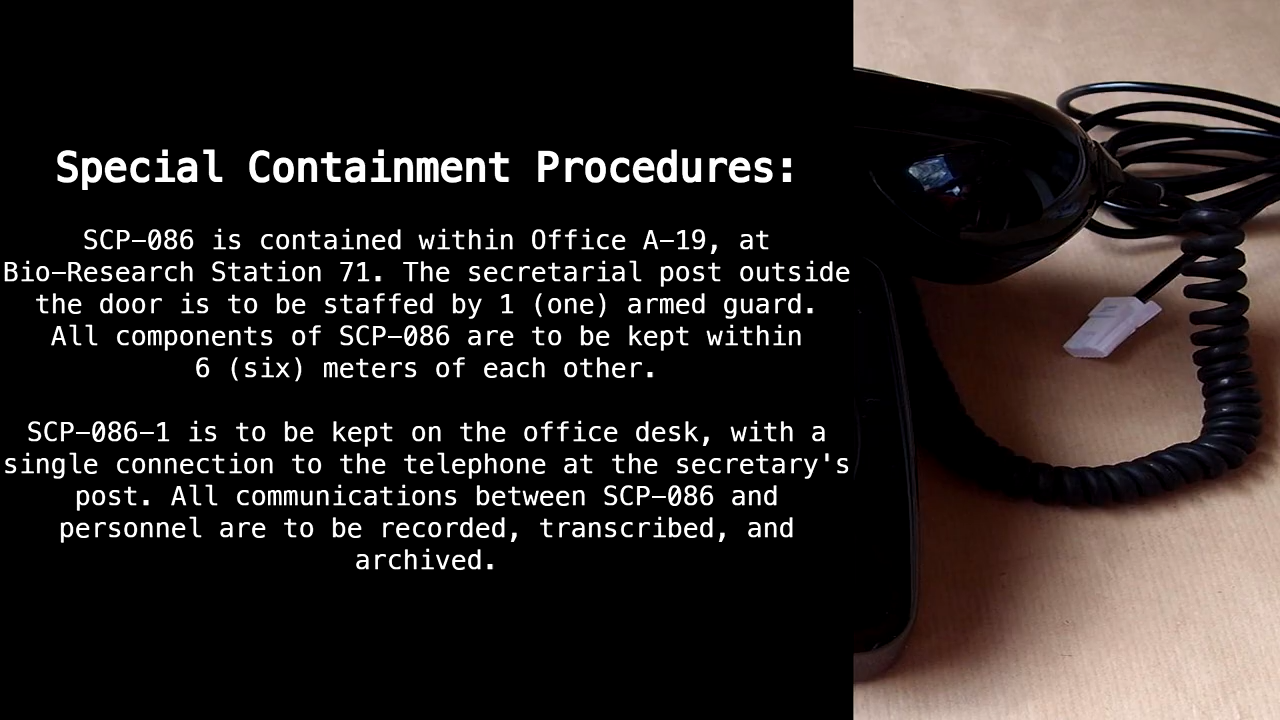 Special Containment Procedures:
SCP-086 is contained within Office A-19, at
Bio-Research Station 71. The secretarial post outside
the door is to be staffed by 1 (one) armed guard.
All components of SCP-086 are to be kept within
6 (six) meters of each other.
SCP-086-1 is to be kept on the office desk, with a
single connection to the telephone at the secretary's
post. All communications between SCP-086 and
personnel are to be recorded, transcribed, and
archived.